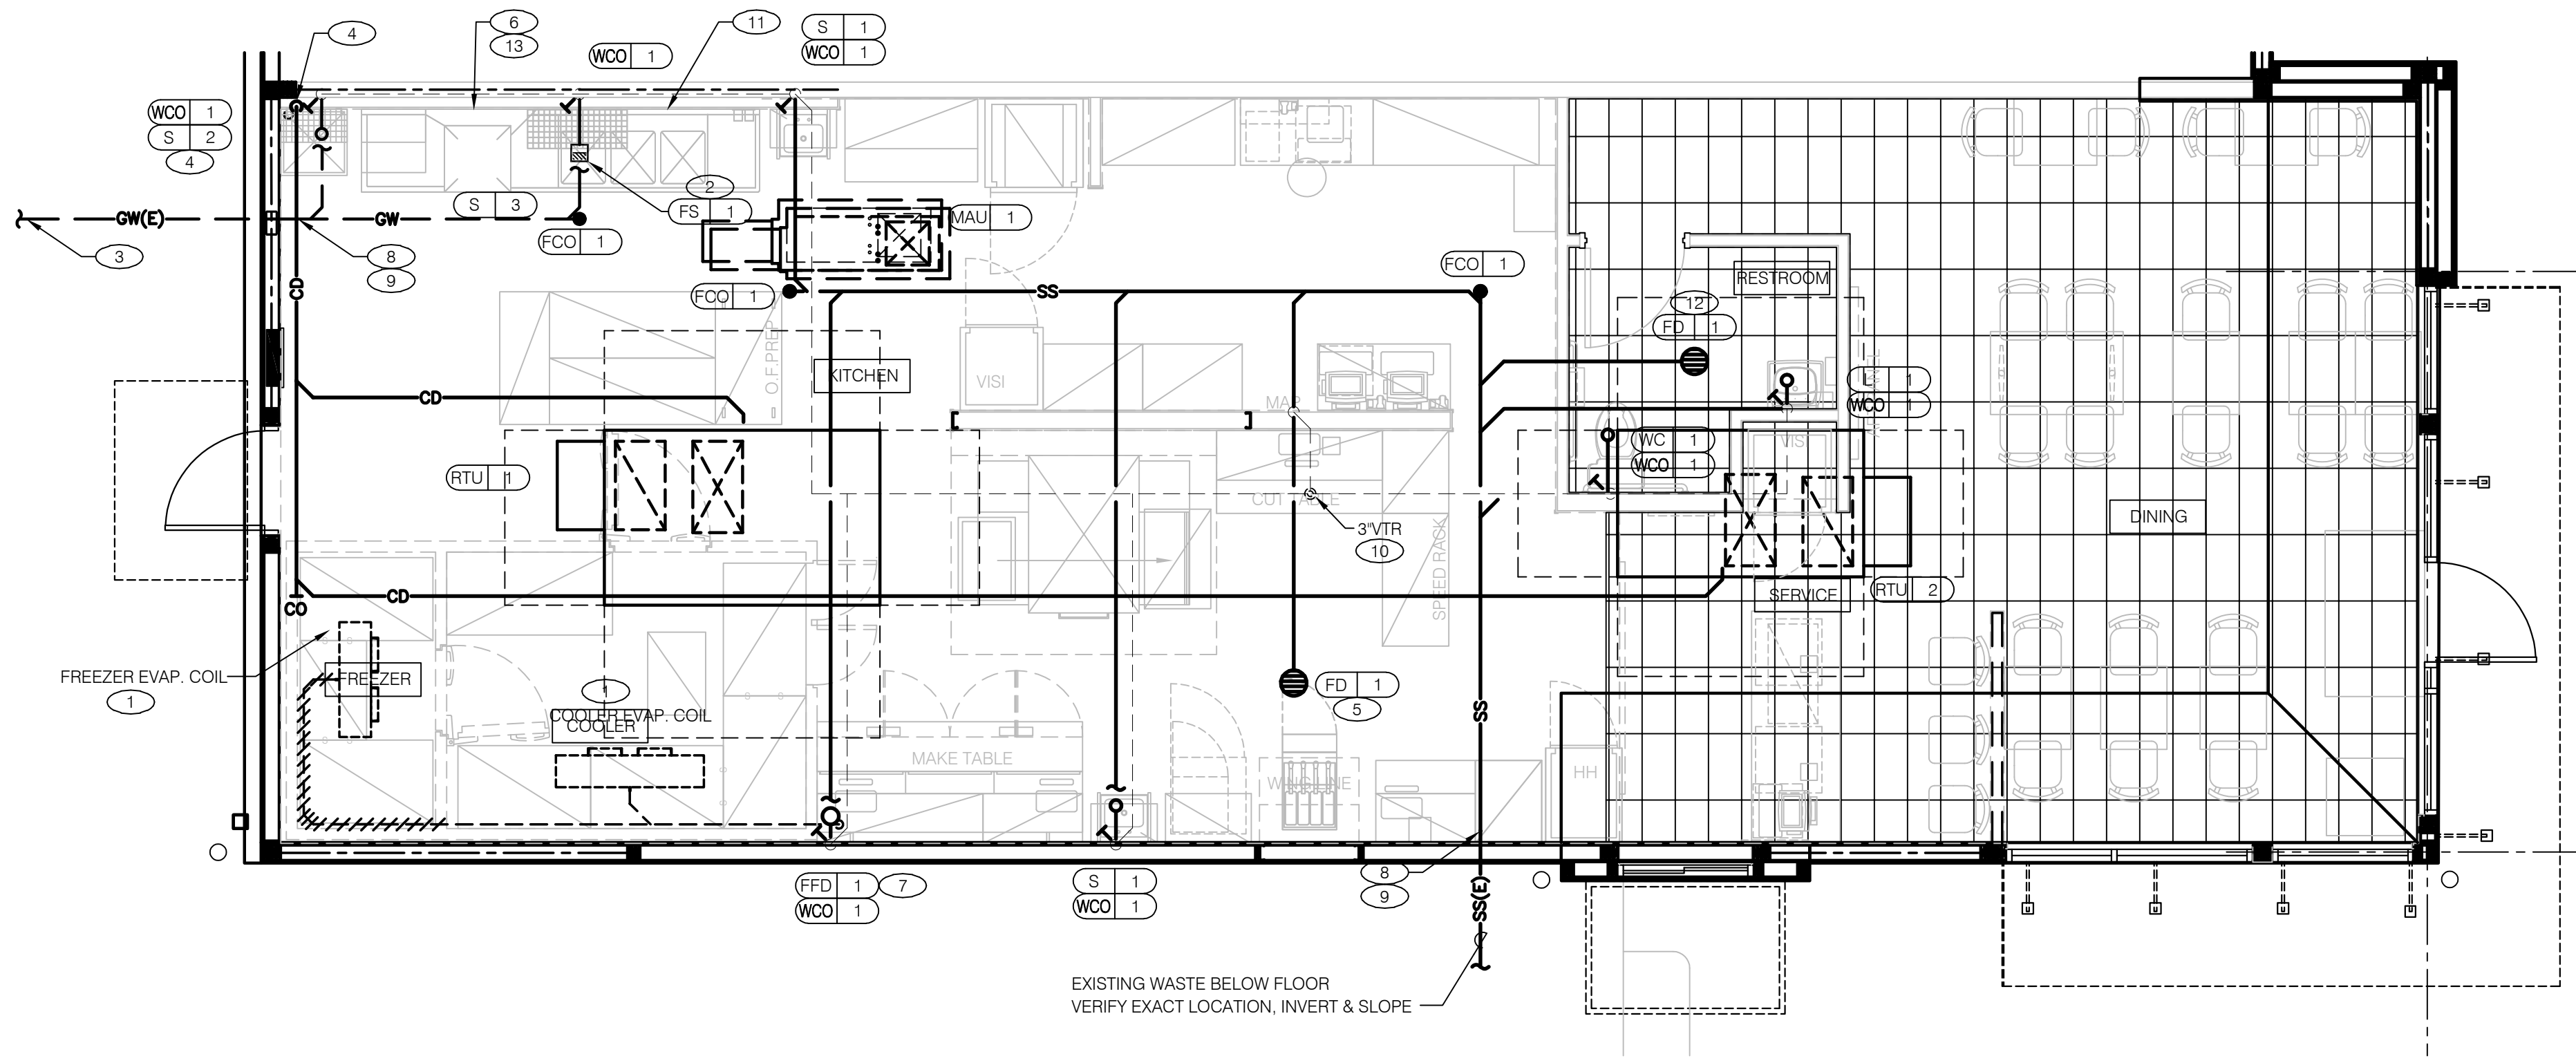 4
6
13
11
S 1
WCO 1
WCO 1
WCO 1
S 2
4
GW(E)
GW
S 3
2
FS 1
MAU 1
3
8
9
FCO 1
CD
FCO 1
SS
FCO 1
RESTROOM
12
FD 1
O.F.PREP
KITCHEN
VISI
MAP
CD
L 1
WCO 1
WC 1
WCO 1
VISI
RTU 1
CUT TABLE
3"VTR
10
SPEED RACK
DINING
CO
CD
SERVICE
RTU 2
FREEZER EVAP. COIL
1
FREEZER
1
COOLER EVAP. COIL
COOLER
FD 1
5
SS
MAKE TABLE
WING LINE
HH
FFD 1
7
WCO 1
S 1
WCO 1
8
9
SS(E)
EXISTING WASTE BELOW FLOOR
VERIFY EXACT LOCATION, INVERT & SLOPE